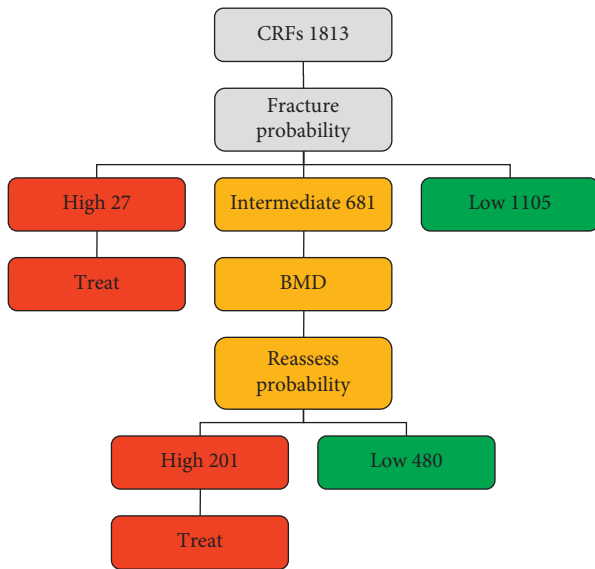 CRFs 1813
Fracture
probability
High 27
Intermediate 681
Low 1105
Treat
BMD
Reassess
probability
High 201
Low 480
Treat